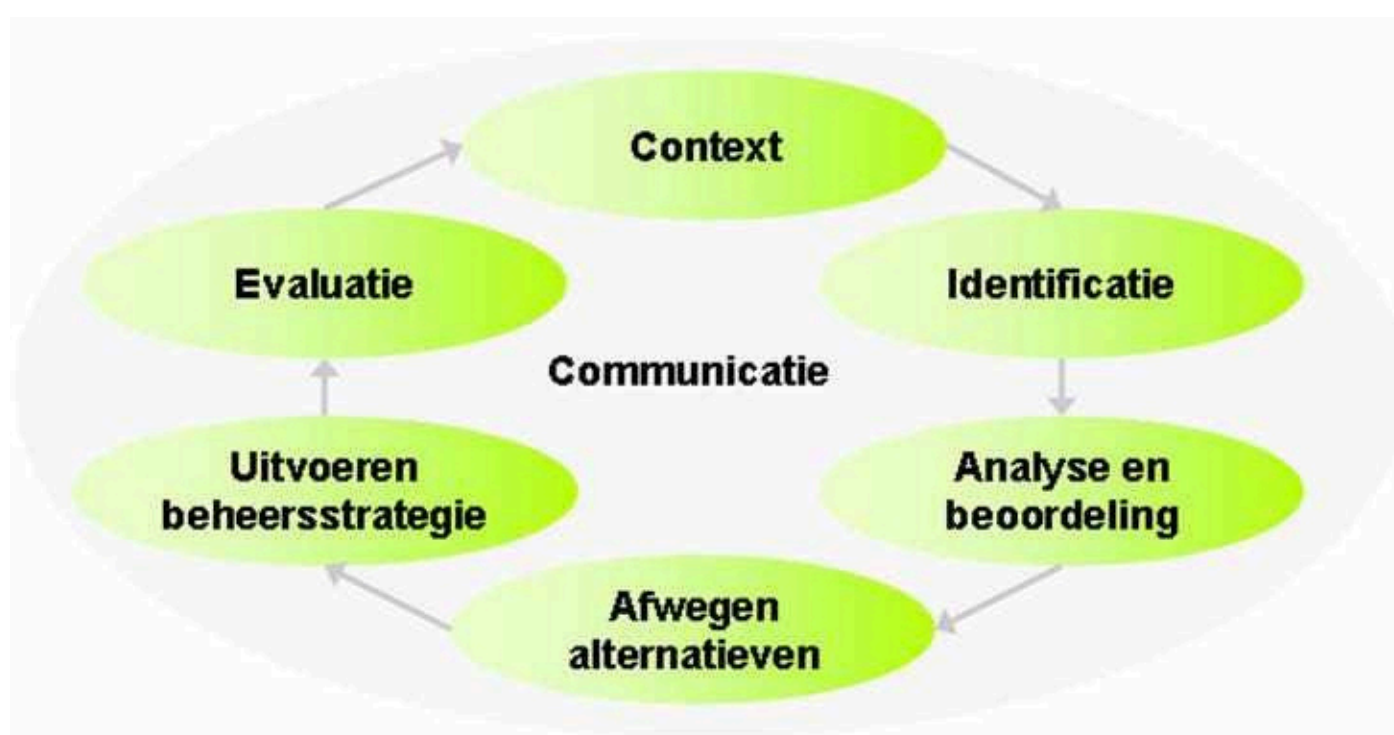 Context
Evaluatie
Identificatie
Communicatie
Uitvoeren
beheersstrategie
Analyse en
beoordeling
Afwegen
alternatieven